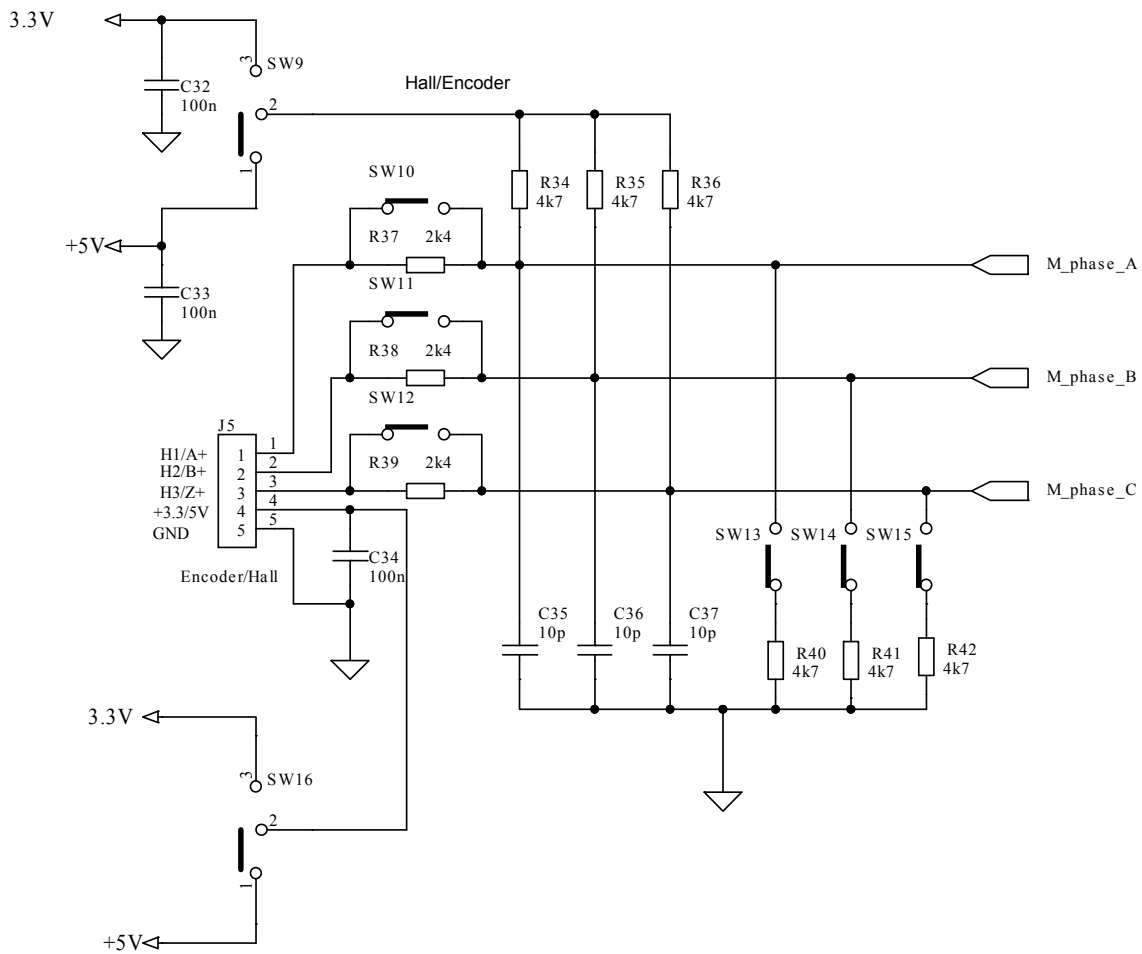 3.3V
3
SW9
C32
100n
2
Hall/Encoder
1
SW10
R34
4k7
R35
4k7
R36
4k7
+5V
R37 2k4
SW11
M_phase_A
C33
100n
R38 2k4
SW12
M_phase_B
J5
R39 2k4
H1/A+ 1 1
H2/B+ 2 2
H3/Z+ 3 3
+3.3/5V 4 4
GND 5 5
M_phase_C
SW13 SW14 SW15
C34
100n
Encoder/Hall
C35
10p
C36
10p
C37
10p
R40
4k7
R41
4k7
R42
4k7
3.3V
3
SW16
2
1
+5V